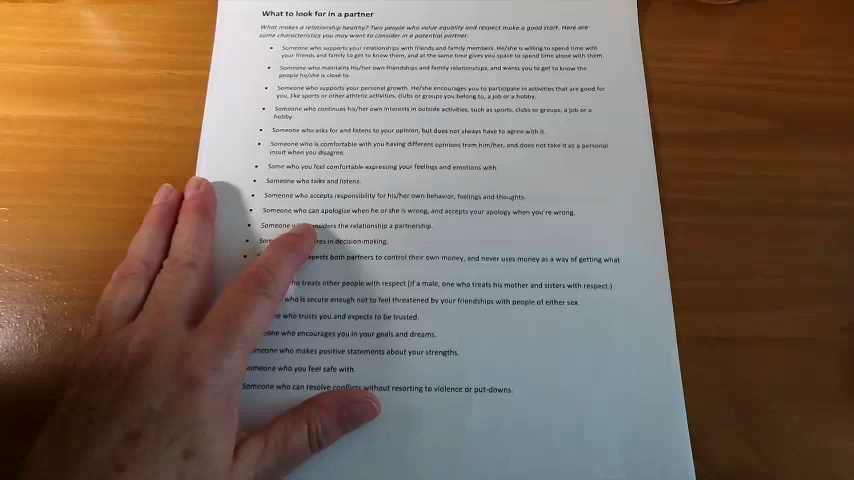 What to look for in a partner
What makes a relationship healthy? Two people who value equality and respect make a good start. Here are
some characteristics you may want to consider in a potential partner.
• Someone who supports your relationships with friends and family members. He/she is willing to spend time with
your friends and family to get to know them, and at the same time gives you space to spend time alone with them.
• Someone who maintains his/her own friendships and family relationships, and wants you to get to know the
people he/she is close to.
• Someone who supports your personal growth. He/she encourages you to participate in activities that are good for
you, like sports or other athletic activities, clubs or groups you belong to, a job or a hobby.
• Someone who continues his/her own interests in outside activities, such as sports, clubs or groups, a job or a
hobby.
• Someone who asks for and listens to your opinion, but does not always have to agree with it.
• Someone who is comfortable with you having different opinions from him/her, and does not take it as a personal
insult when you disagree.
• Some who you feel comfortable expressing your feelings and emotions with.
• Someone who talks and listens.
• Someone who accepts responsibility for his/her own behavior, feelings and thoughts.
• Someone who can apologize when he or she is wrong, and accepts your apology when you're wrong.
• Someone the relationship a partnership.
• in decision-making.
• both partners to control their own money, and never uses money as a way of getting what
treats other people with respect (if a male, one who treats his mother and sisters with respect.)
who is secure enough not to feel threatened by your friendships with people of either sex.
who trusts you and expects to be trusted.
who encourages you in your goals and dreams.
who makes positive statements about your strengths.
who you feel safe with.
Someone who can resolve conflicts without resorting to violence or put-downs.